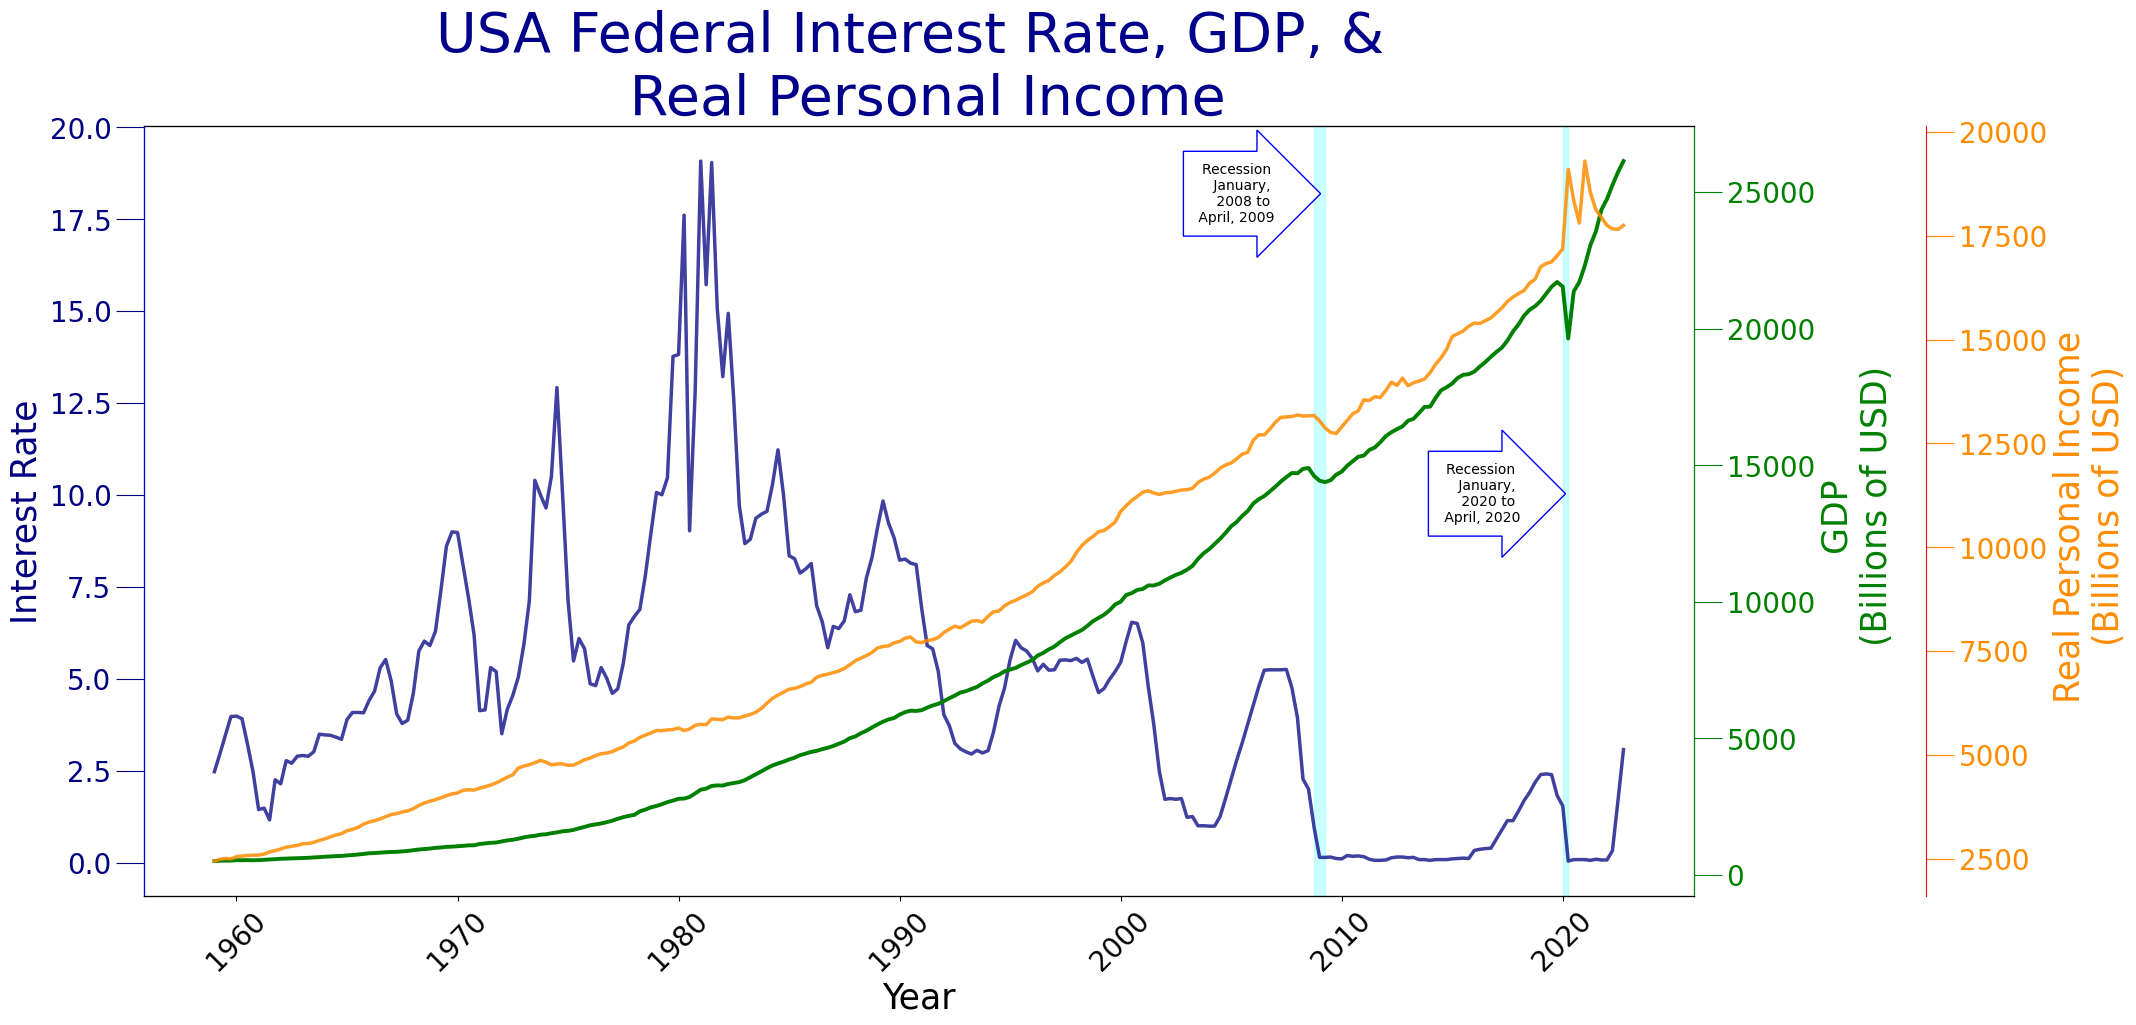 USA Federal Interest Rate, GDP, &
Real Personal Income
Interest Rate
20.0
17.5
15.0
12.5
10.0
7.5
5.0
2.5
0.0
Recession
January,
2008 to
April, 2009
Recession
January,
2020 to
April, 2020
25000
20000
15000
10000
5000
0
GDP
(Billions of USD)
20000
17500
15000
12500
10000
7500
5000
2500
Real Personal Income
(Billions of USD)
1960
1970
1980
1990
2000
2010
2020
Year